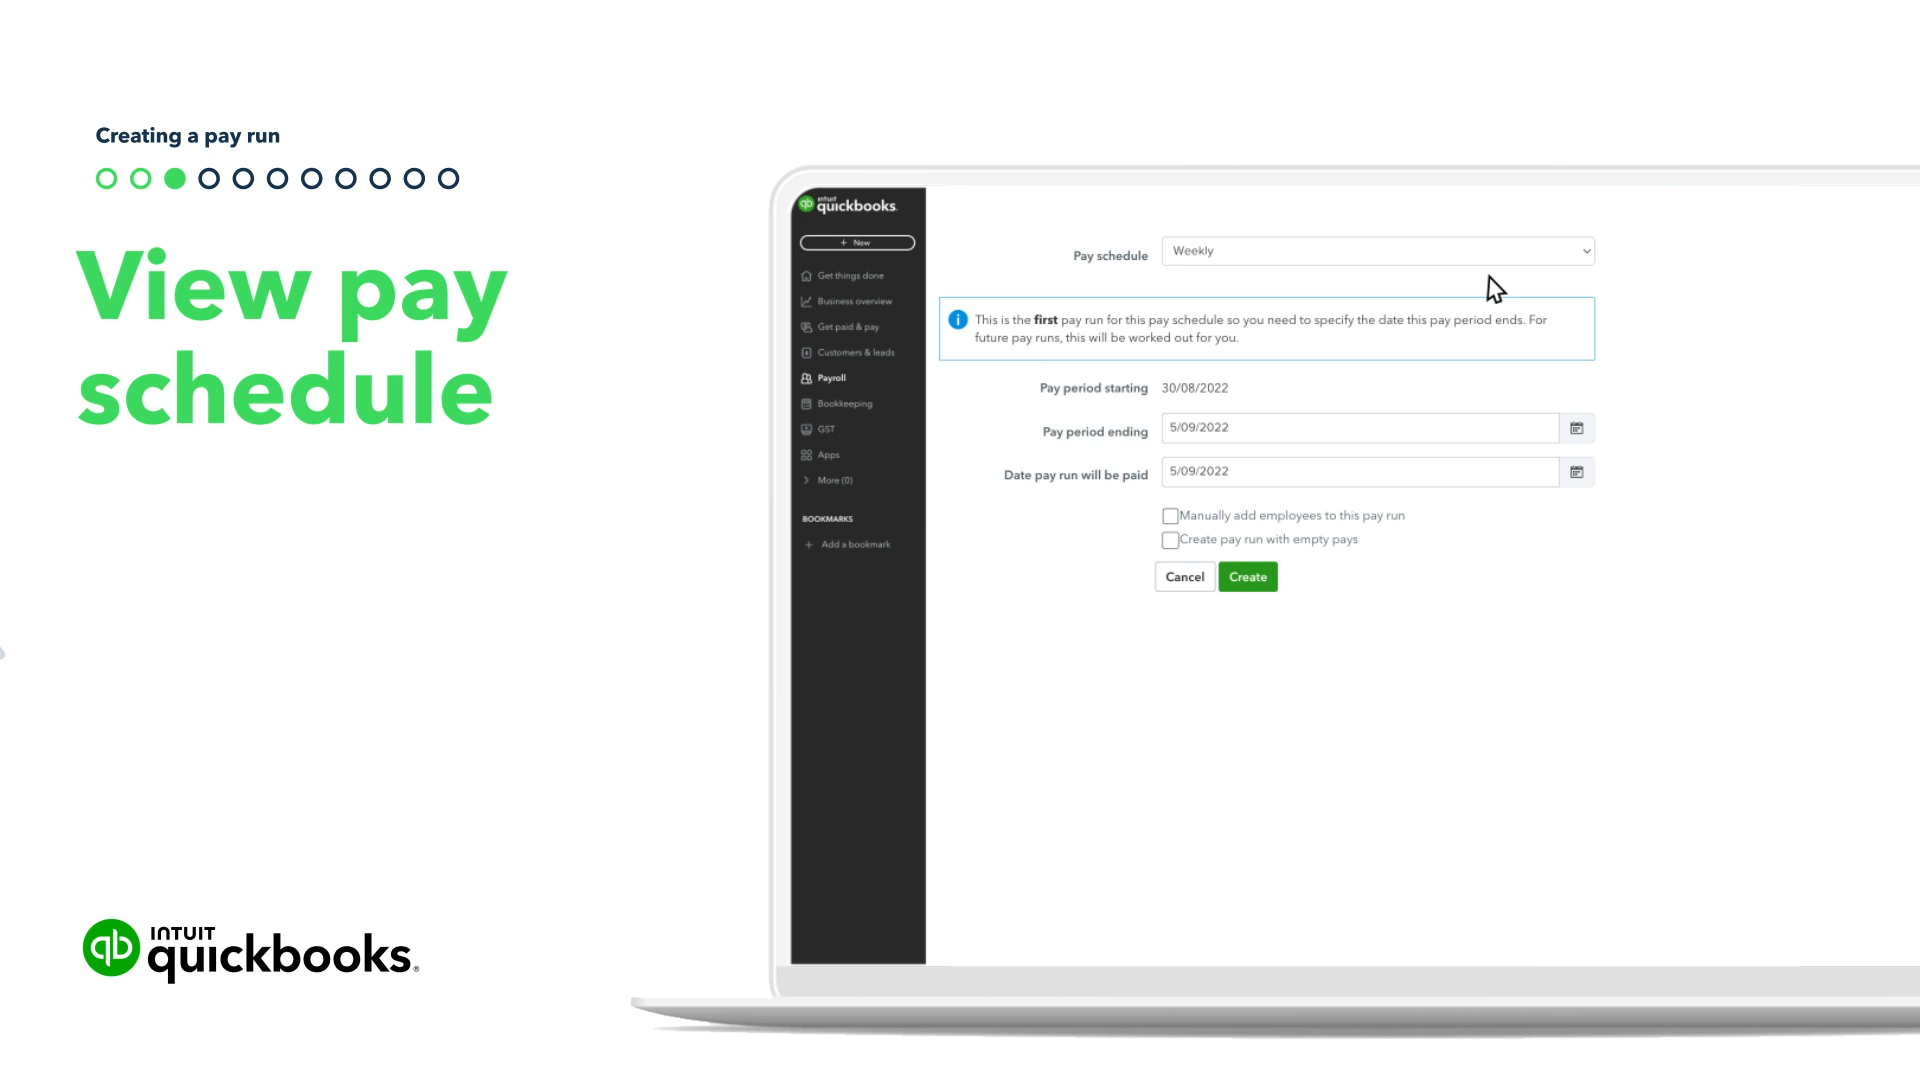 Creating a pay run
View pay
schedule
INTUIT
quickbooks®
intuit
quickbooks.
+ New
Get things done
Business overview
Get paid & pay
Customers & leads
Payroll
Bookkeeping
GST
Apps
More (0)
BOOKMARKS
+ Add a bookmark
Pay schedule Weekly
This is the first pay run for this pay schedule so you need to specify the date this pay period ends. For
future pay runs, this will be worked out for you.
Pay period starting 30/08/2022
Pay period ending 5/09/2022
Date pay run will be paid 5/09/2022
Manually add employees to this pay run
Create pay run with empty pays
Cancel Create